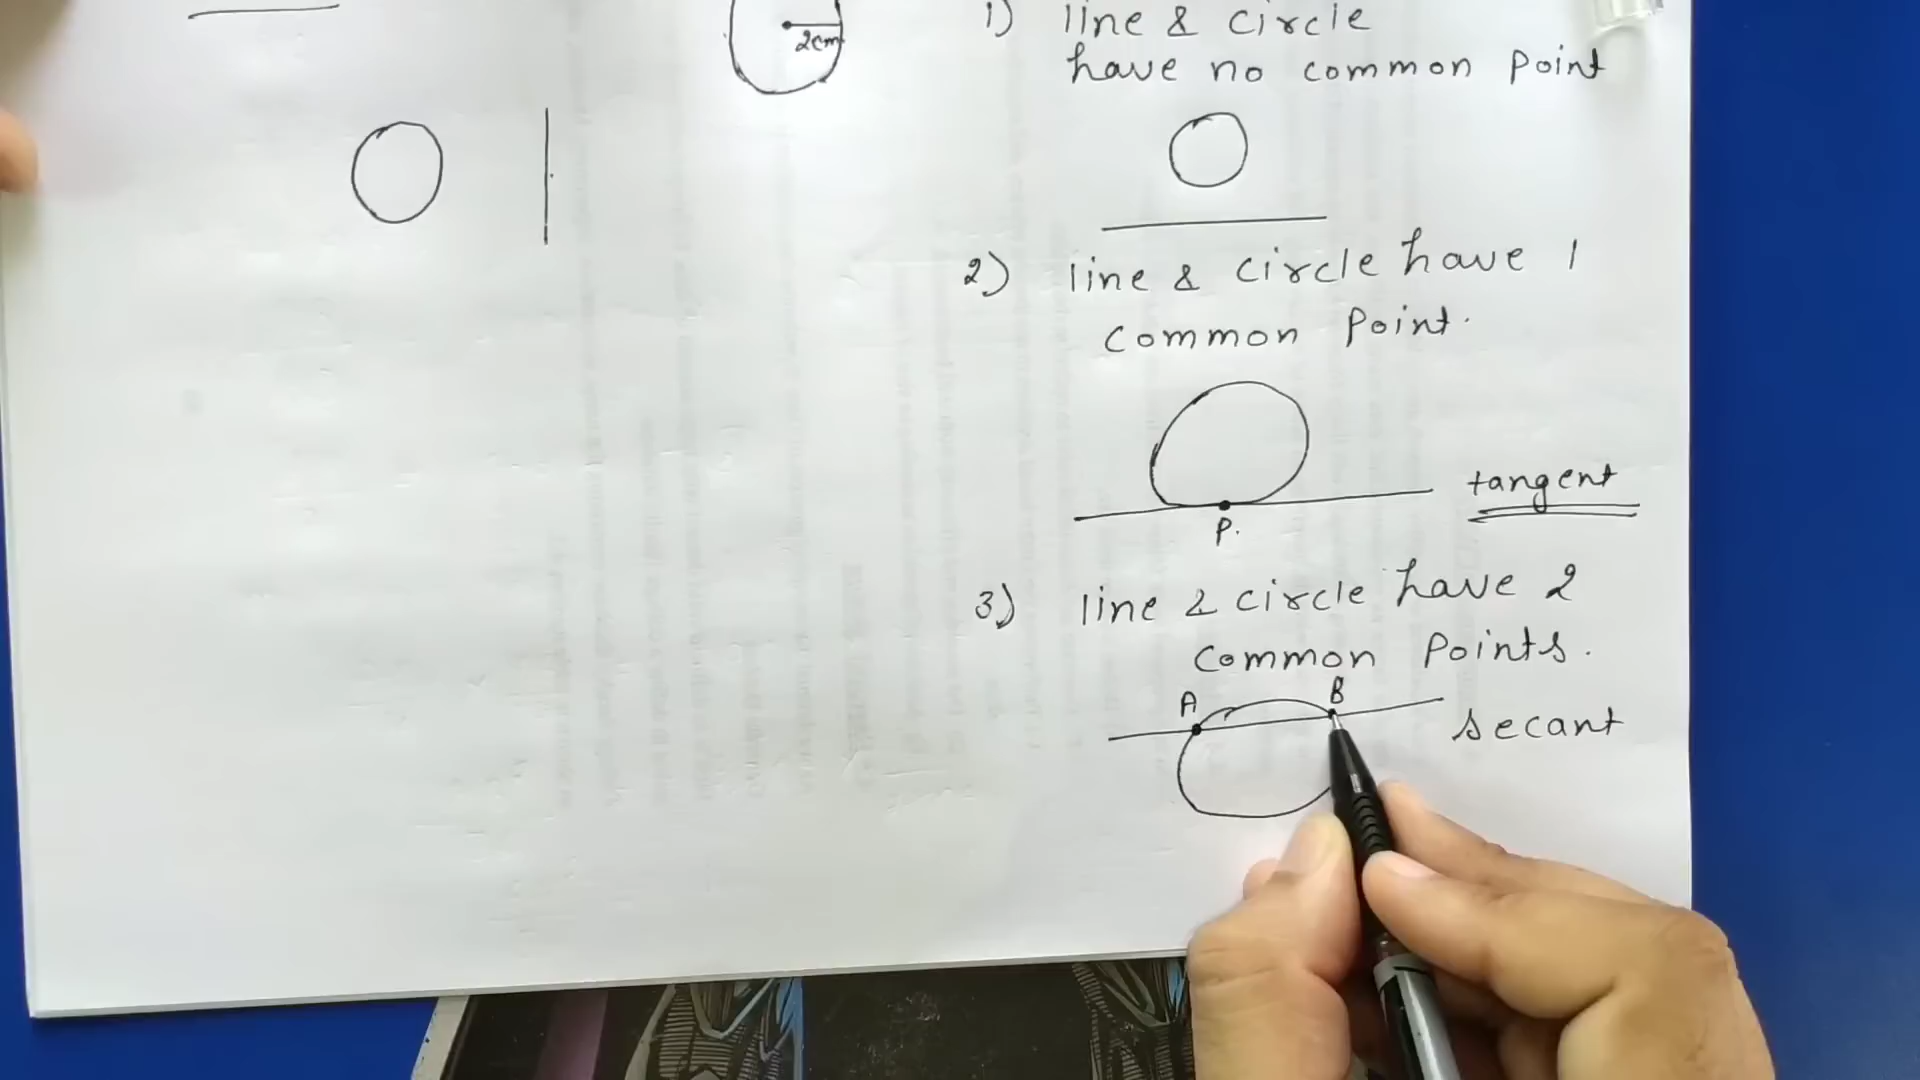 2cm
1) line & circle
have no common point
2) line & circle have 1
common Point.
P.
tangent
3) line & circle have 2
common Points.
A
B
secant